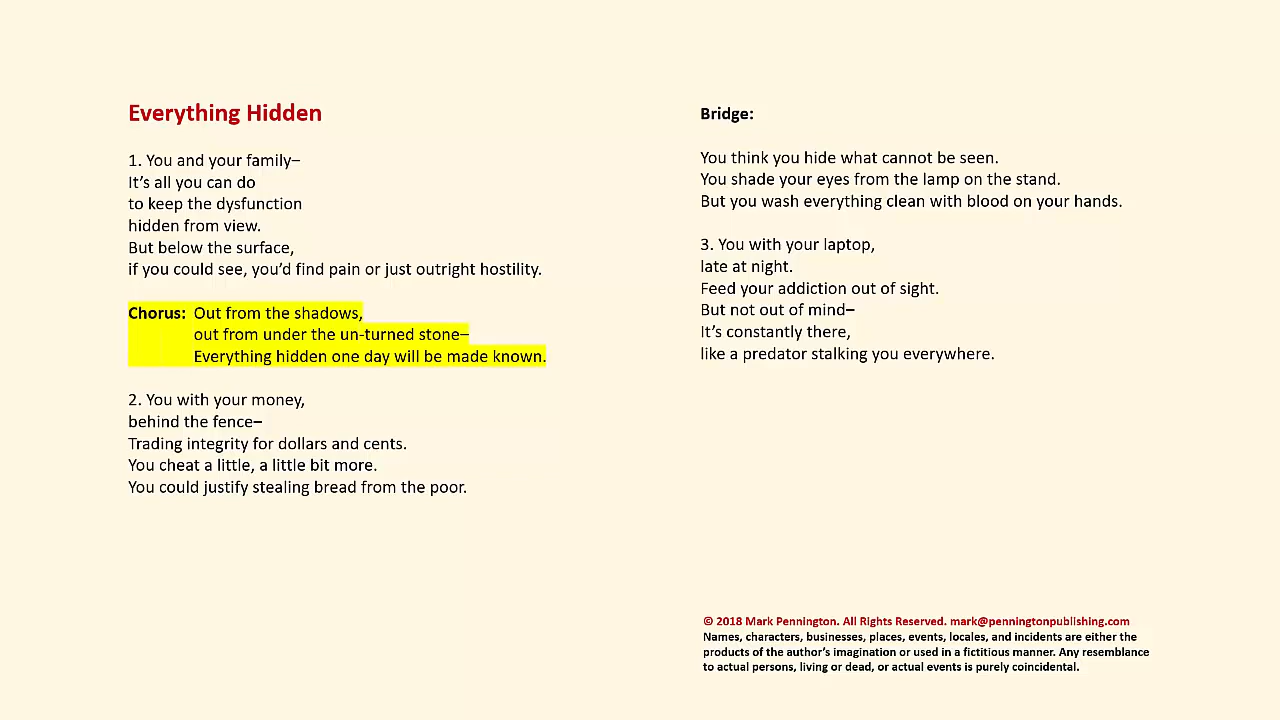 Everything Hidden
1. You and your family–
It's all you can do
to keep the dysfunction
hidden from view.
But below the surface,
if you could see, you'd find pain or just outright hostility.
Chorus: Out from the shadows,
out from under the un-turned stone–
Everything hidden one day will be made known.
2. You with your money,
behind the fence–
Trading integrity for dollars and cents.
You cheat a little, a little bit more.
You could justify stealing bread from the poor.
Bridge:
You think you hide what cannot be seen.
You shade your eyes from the lamp on the stand.
But you wash everything clean with blood on your hands.
3. You with your laptop,
late at night.
Feed your addiction out of sight.
But not out of mind–
It's constantly there,
like a predator stalking you everywhere.
© 2018 Mark Pennington. All Rights Reserved. mark@penningtonpublishing.com
Names, characters, businesses, places, events, locales, and incidents are either the
products of the author's imagination or used in a fictitious manner. Any resemblance
to actual persons, living or dead, or actual events is purely coincidental.